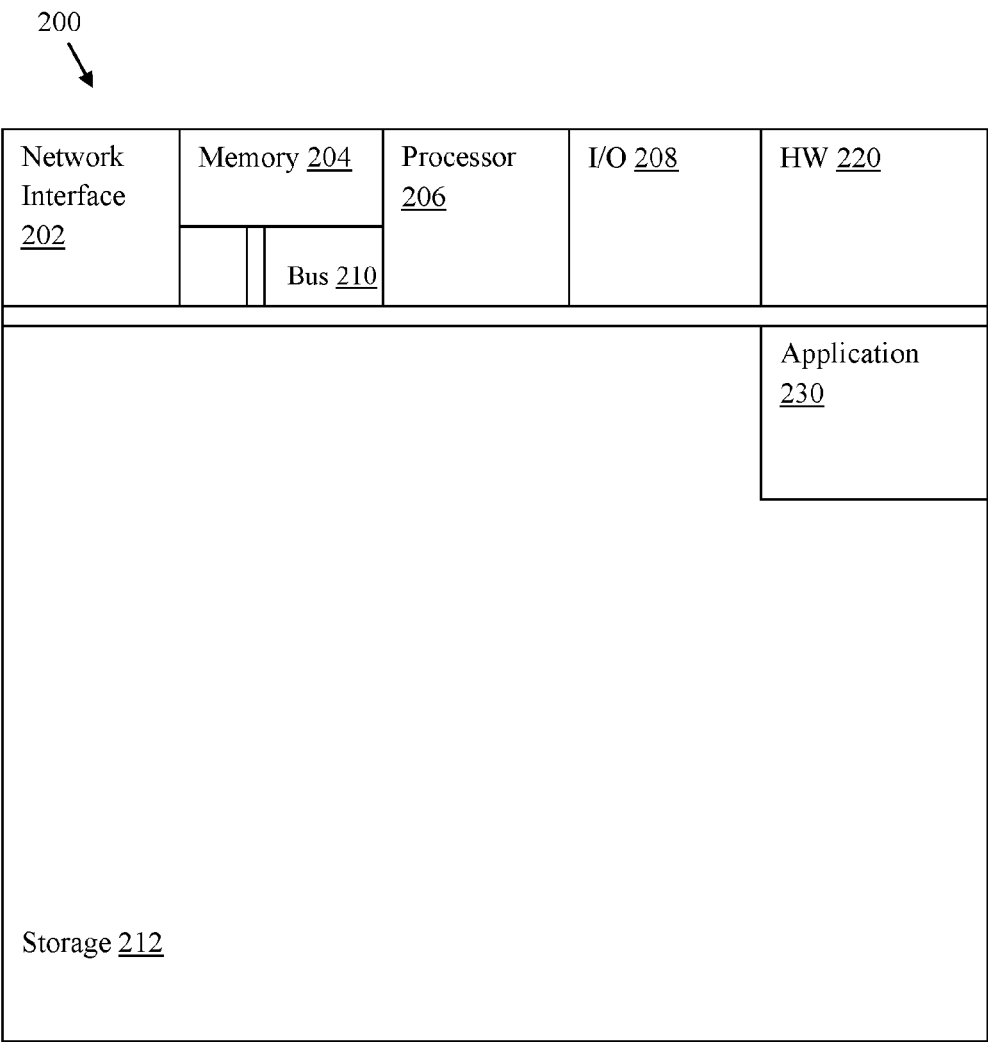 200
Network
Interface
202
Memory 204
Bus 210
Processor
206
I/O 208
HW 220
Application
230
Storage 212